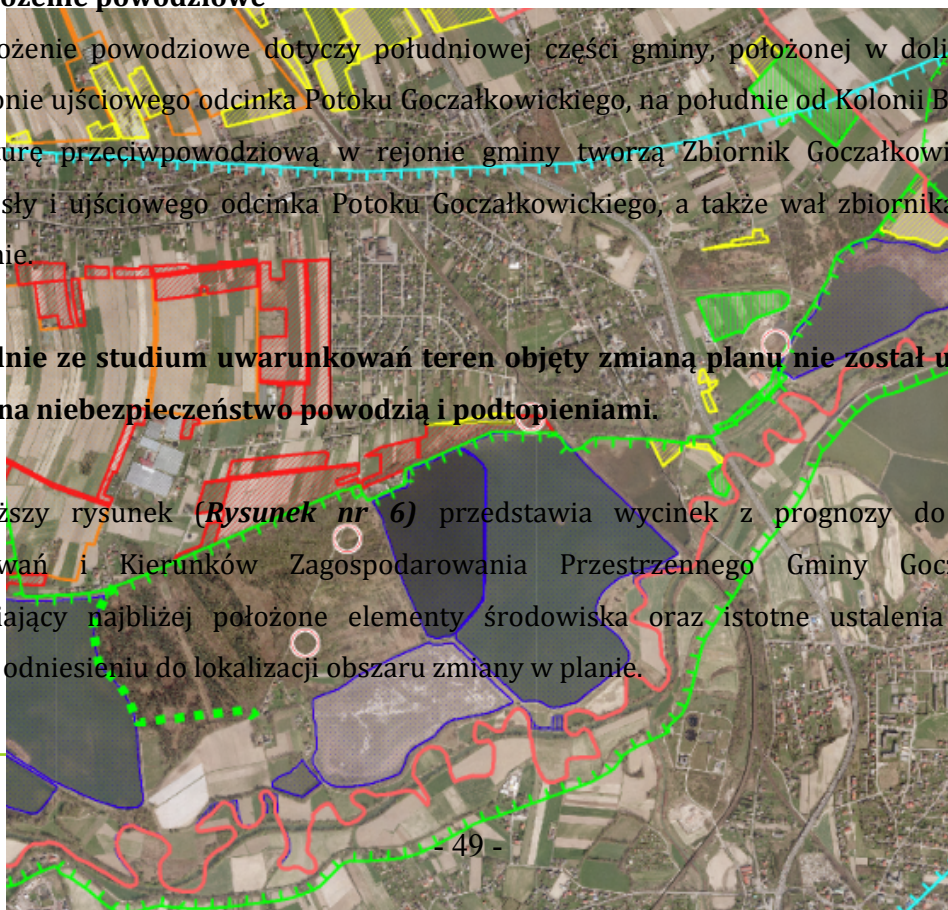 ożenie powodziowe
ożenie powodziowe dotyczy południowej części gminy, położonej w doli
onie ujściowego odcinka Potoku Goczałkowickiego, na południe od Kolonii B
turę przeciwpowodziową w rejonie gminy tworzą Zbiornik Goczałkowi
sły i ujściowego odcinka Potoku Goczałkowickiego, a także wał zbiornika
nie.
dnie ze studium uwarunkowań teren objęty zmianą planu nie został u
na niebezpieczeństwo powodzią i podtopieniami.
ższy rysunek (Rysunek nr 6) przedstawia wycinek z prognozy do
wań i Kierunków Zagospodarowania Przestrzennego Gminy Gocz
iający najbliżej położone elementy środowiska oraz istotne ustalenia
odniesieniu do lokalizacji obszaru zmiany w planie.
- 49 -